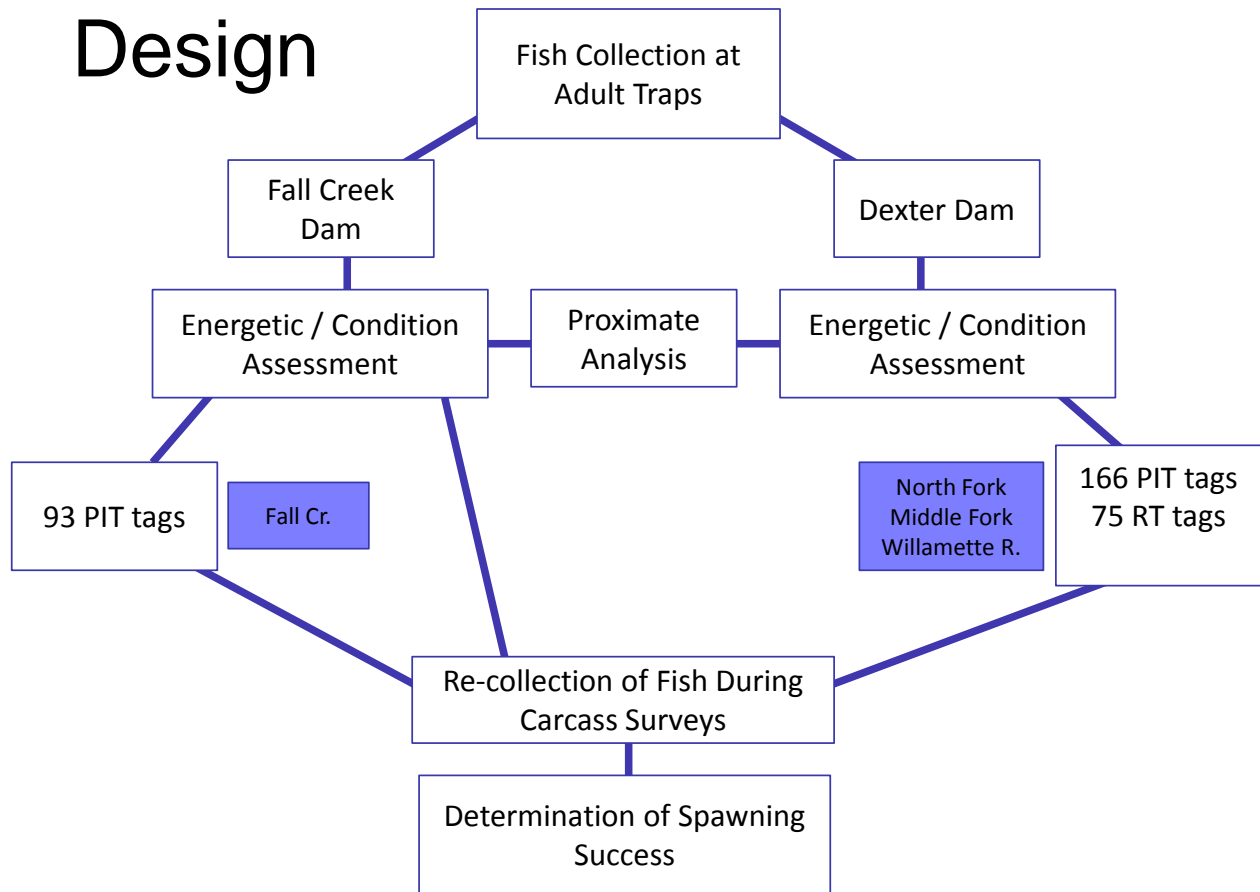 Design
Fish Collection at
Adult Traps
Fall Creek
Dam
Dexter Dam
Energetic / Condition
Assessment
Proximate
Analysis
Energetic / Condition
Assessment
93 PIT tags
Fall Cr.
North Fork
Middle Fork
Willamette R.
166 PIT tags
75 RT tags
Re-collection of Fish During
Carcass Surveys
Determination of Spawning
Success